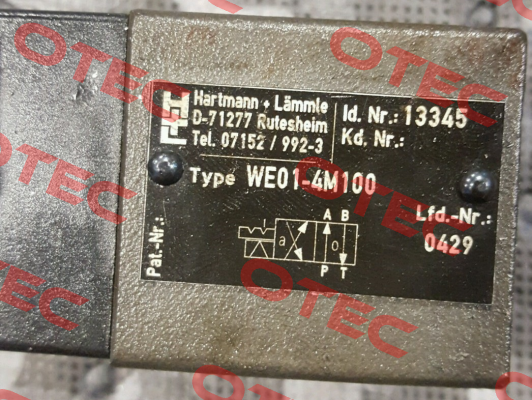 Hartmann + Lämmle
D-71277 Rutesheim
Tel. 07152 / 992-3
Id. Nr.: 13345
Kd. Nr.:
Type WE01-4M100
Lfd.-Nr.:
0429
Pat.-Nr.:
A B
a o
P T
OTEC
OTEC
OTEC
OTEC
OTEC
OTEC
OTEC